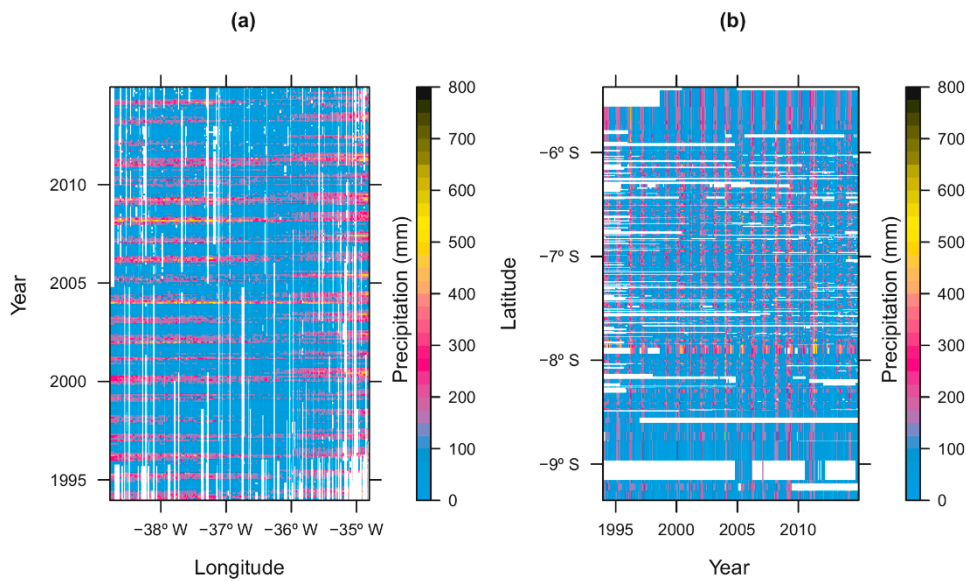 (a)
(b)
Year
2010
2005
2000
1995
−38º W −37º W −36º W −35º W
Longitude
Precipitation (mm)
800
700
600
500
400
300
200
100
0
Latitude
−6º S
−7º S
−8º S
−9º S
1995 2000 2005 2010
Year
Precipitation (mm)
800
700
600
500
400
300
200
100
0